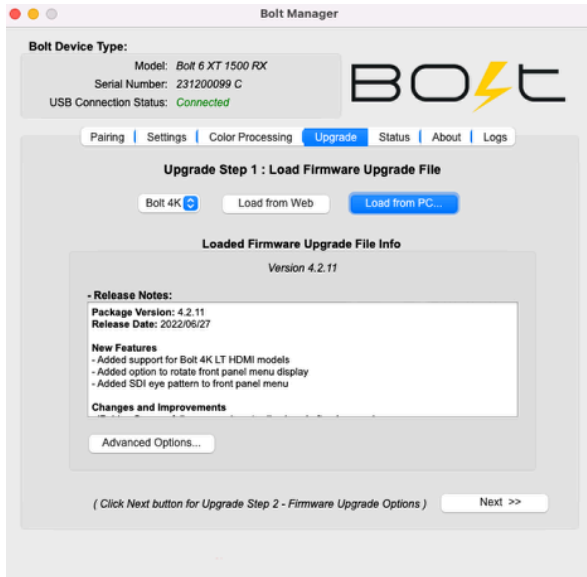 Bolt Manager
Bolt Device Type:
Model: Bolt 6 XT 1500 RX
Serial Number: 231200099 C
USB Connection Status: Connected
BOLT
Pairing Settings Color Processing Upgrade Status About Logs
Upgrade Step 1 : Load Firmware Upgrade File
Bolt 4K Load from Web Load from PC...
Loaded Firmware Upgrade File Info
Version 4.2.11
- Release Notes:
Package Version: 4.2.11
Release Date: 2022/06/27
New Features
- Added support for Bolt 4K LT HDMI models
- Added option to rotate front panel menu display
- Added SDI eye pattern to front panel menu
Changes and Improvements
Advanced Options...
( Click Next button for Upgrade Step 2 - Firmware Upgrade Options ) Next >>